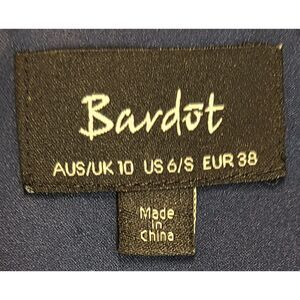 Bardot
AUS/UK 10 US 6/S EUR 38
Made
in
China